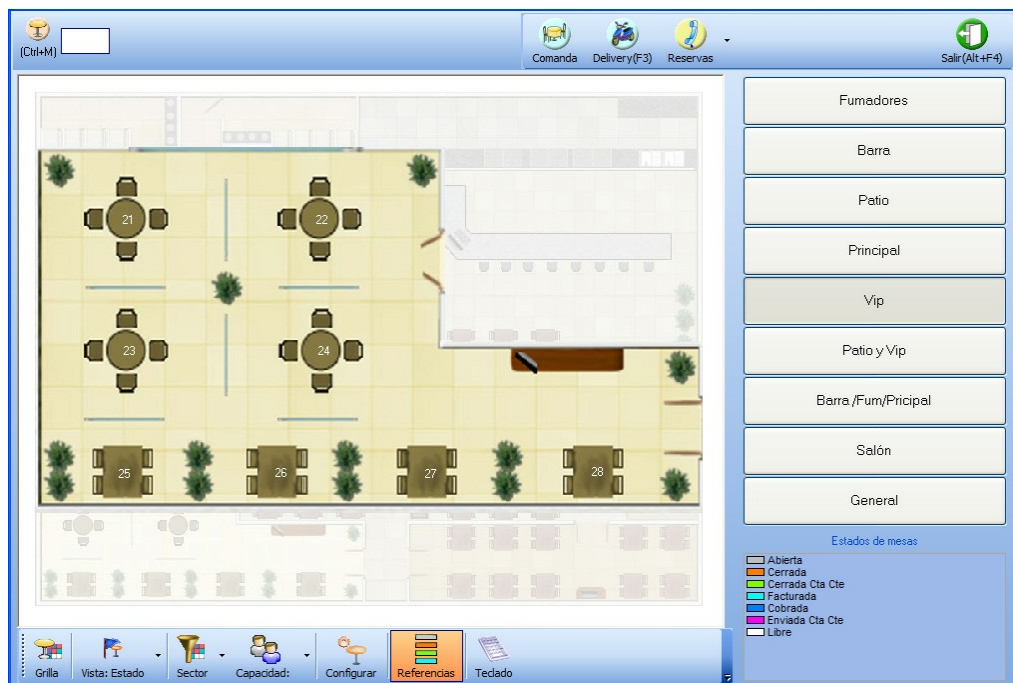 (Ctrl+M)
Comanda
Delivery(F3)
Reservas
Salir(Alt+F4)
Fumadores
Barra
Patio
Principal
Vip
Patio y Vip
Barra /Fum/Pricipal
Salón
General
21
22
23
24
25
26
27
28
Estados de mesas
Abierta
Cerrada
Cerrada Cta Cte
Facturada
Cobrada
Enviada Cta Cte
Libre
Grilla
Vista: Estado
Sector
Capacidad:
Configurar
Referencias
Teclado